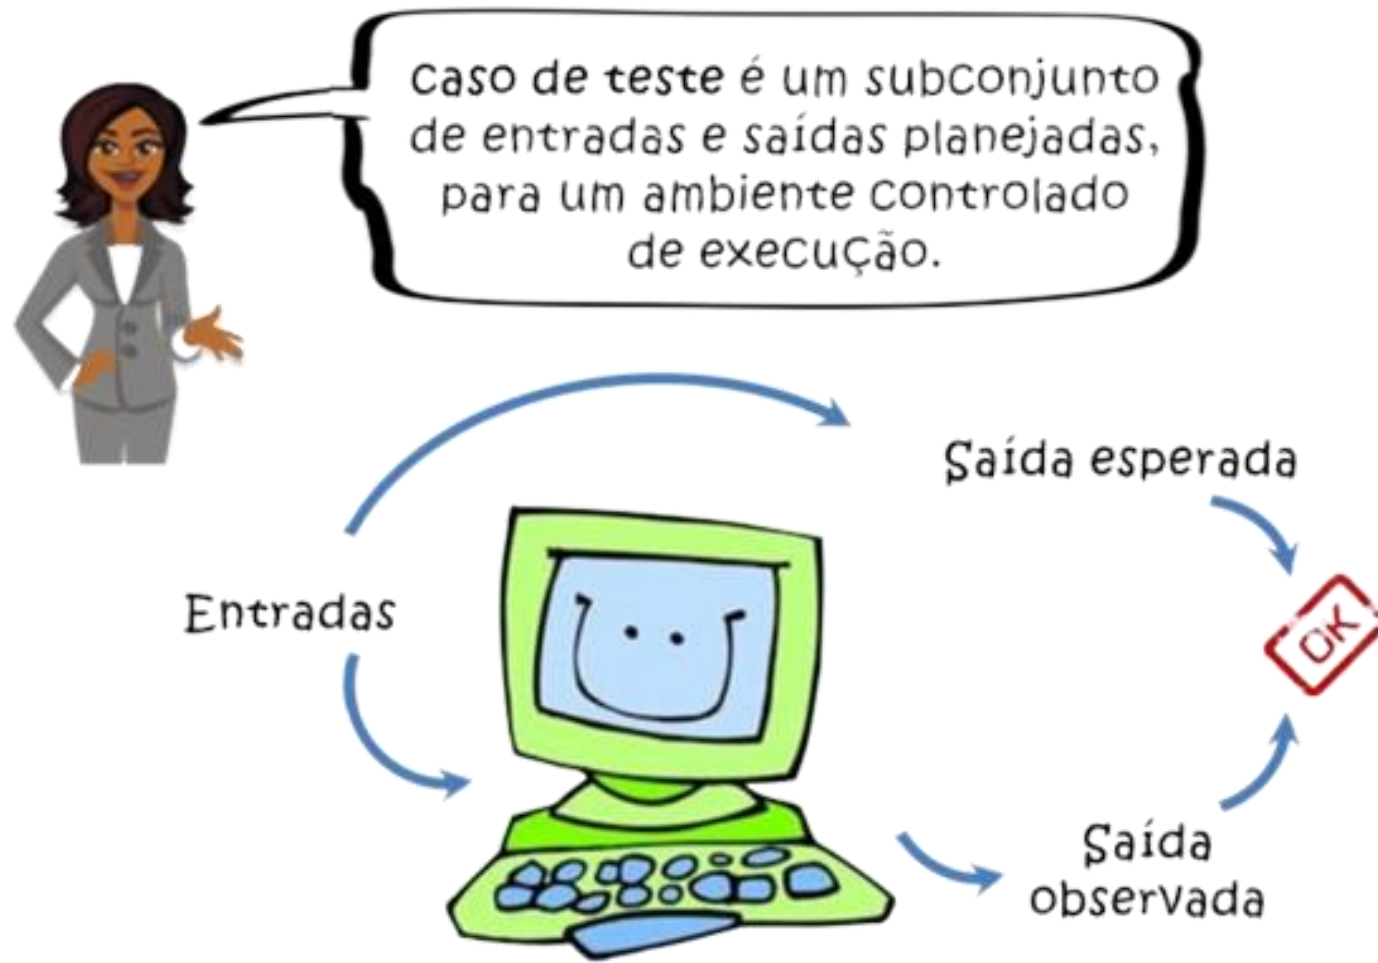 Caso de teste é um subconjunto
de entradas e saídas planejadas,
para um ambiente controlado
de execução.
Saída esperada
Entradas
OK
Saída
observada